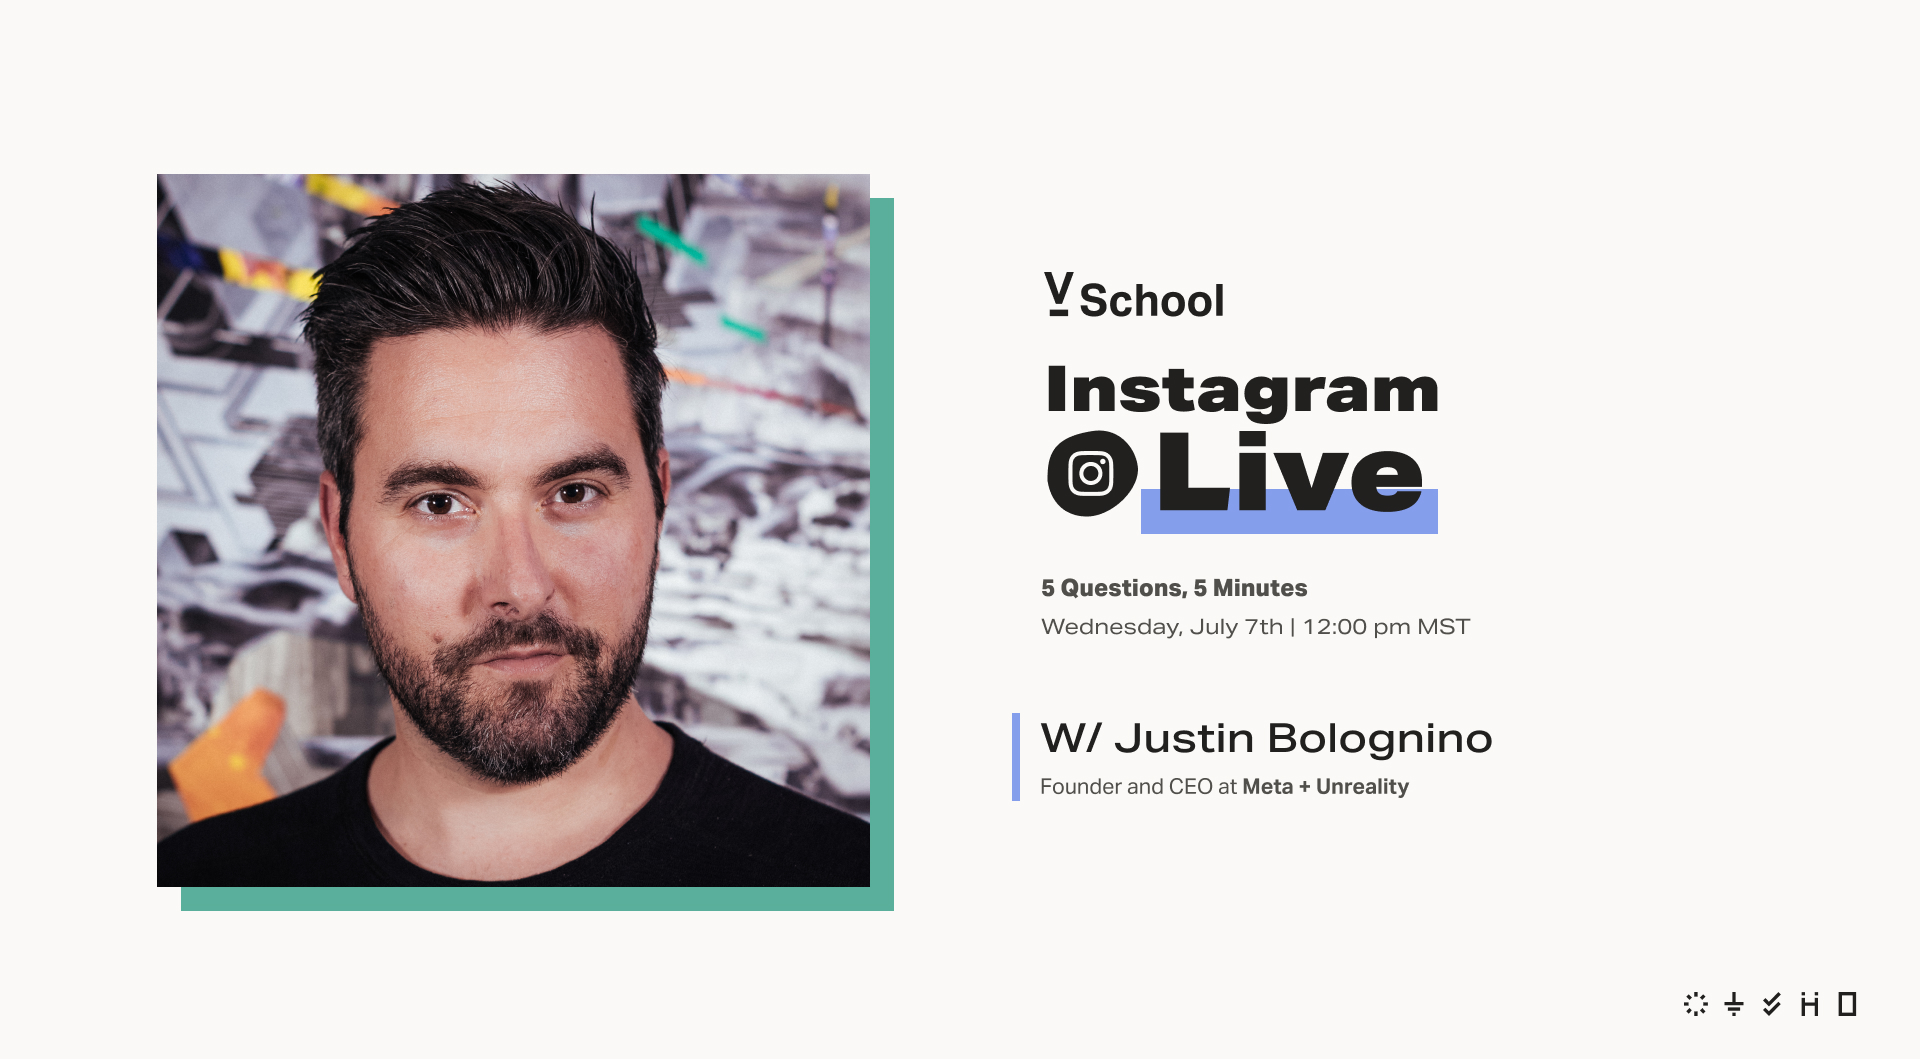 V School
Instagram
Live
5 Questions, 5 Minutes
Wednesday, July 7th | 12:00 pm MST
W/ Justin Bolognino
Founder and CEO at Meta + Unreality